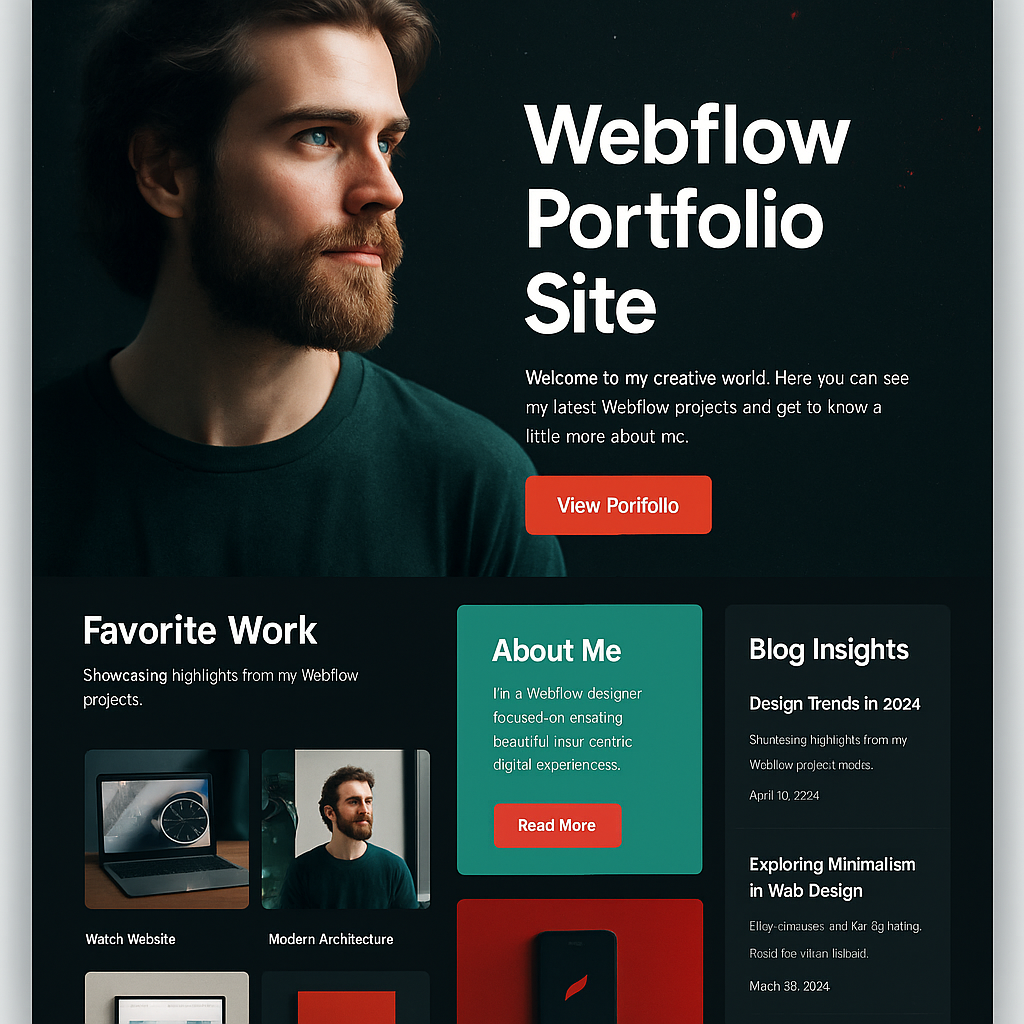 Webflow
Portfolio
Site
Welcome to my creative world. Here you can see
my latest Webflow projects and get to know a
little more about mc.
View Porifollo
Favorite Work
Showcasing highlights from my Webflow
projects.
Watch Website
Modern Architecture
About Me
I'in a Webflow designer
focused-on ensating
beautiful insur centric
digital experiencess.
Read More
Blog Insights
Design Trends in 2024
Shuntesing highlights from my
Wobllow project modes.
April 10, 2224
Exploring Minimalism
in Wab Design
Elloy-cimauses and Kar 8g hating.
Rosid foe vitran lislbaid.
Mach 38. 2024